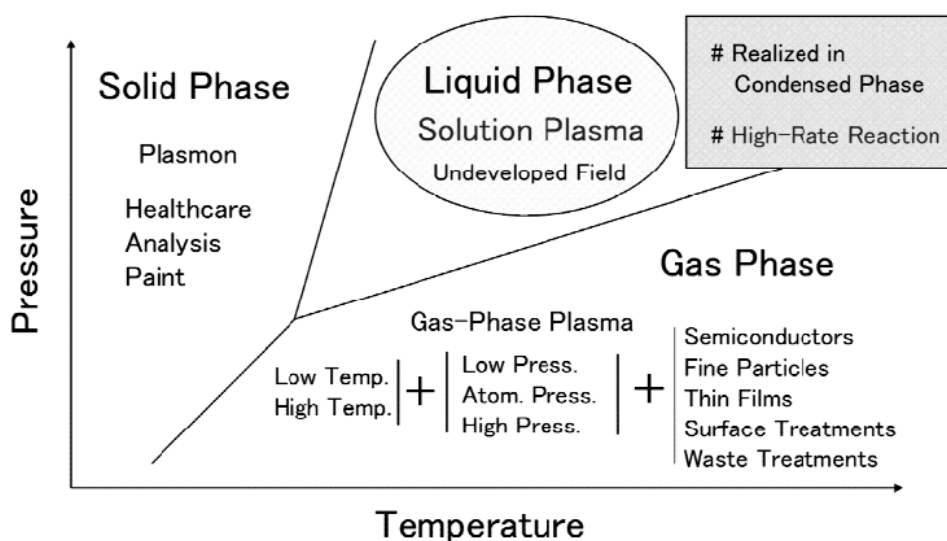 Solid Phase
Plasmon
Healthcare
Analysis
Paint
Liquid Phase
Solution Plasma
Undeveloped Field
# Realized in
Condensed Phase
# High-Rate Reaction
Gas Phase
Gas-Phase Plasma
Low Temp.
High Temp.
+
Low Press.
Atom. Press.
High Press.
+
Semiconductors
Fine Particles
Thin Films
Surface Treatments
Waste Treatments
Pressure
Temperature